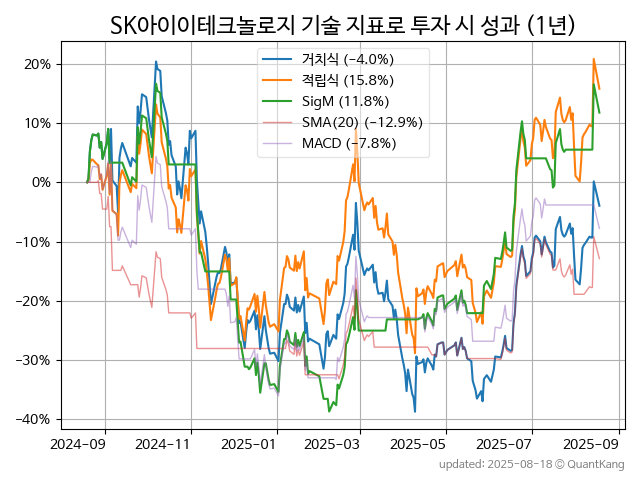 SK아이이테크놀로지 기술 지표로 투자 시 성과 (1년)
거치식 (−4.0%)
적립식 (15.8%)
SigM (11.8%)
SMA(20) (−12.9%)
MACD (−7.8%)
20%
10%
0%
−10%
−20%
−30%
−40%
2024-09 2024-11 2025-01 2025-03 2025-05 2025-07 2025-09
updated: 2025-08-18 © QuantKang